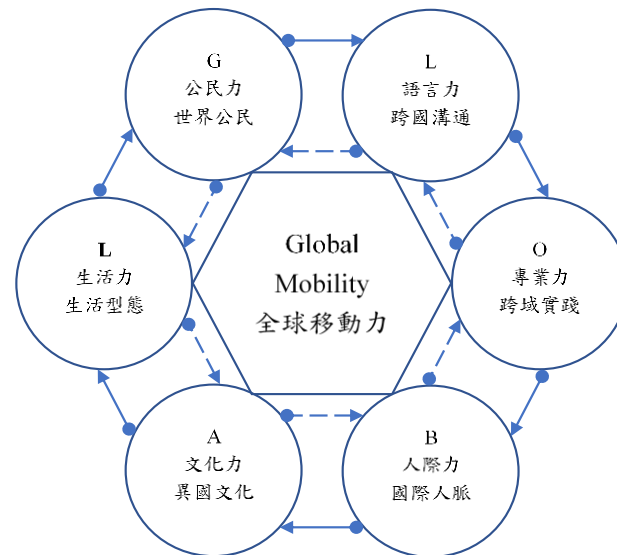 G
公民力
世界公民
L
語言力
跨國溝通
O
專業力
跨域實踐
B
人際力
國際人脈
A
文化力
異國文化
L
生活力
生活型態
Global
Mobility
全球移動力